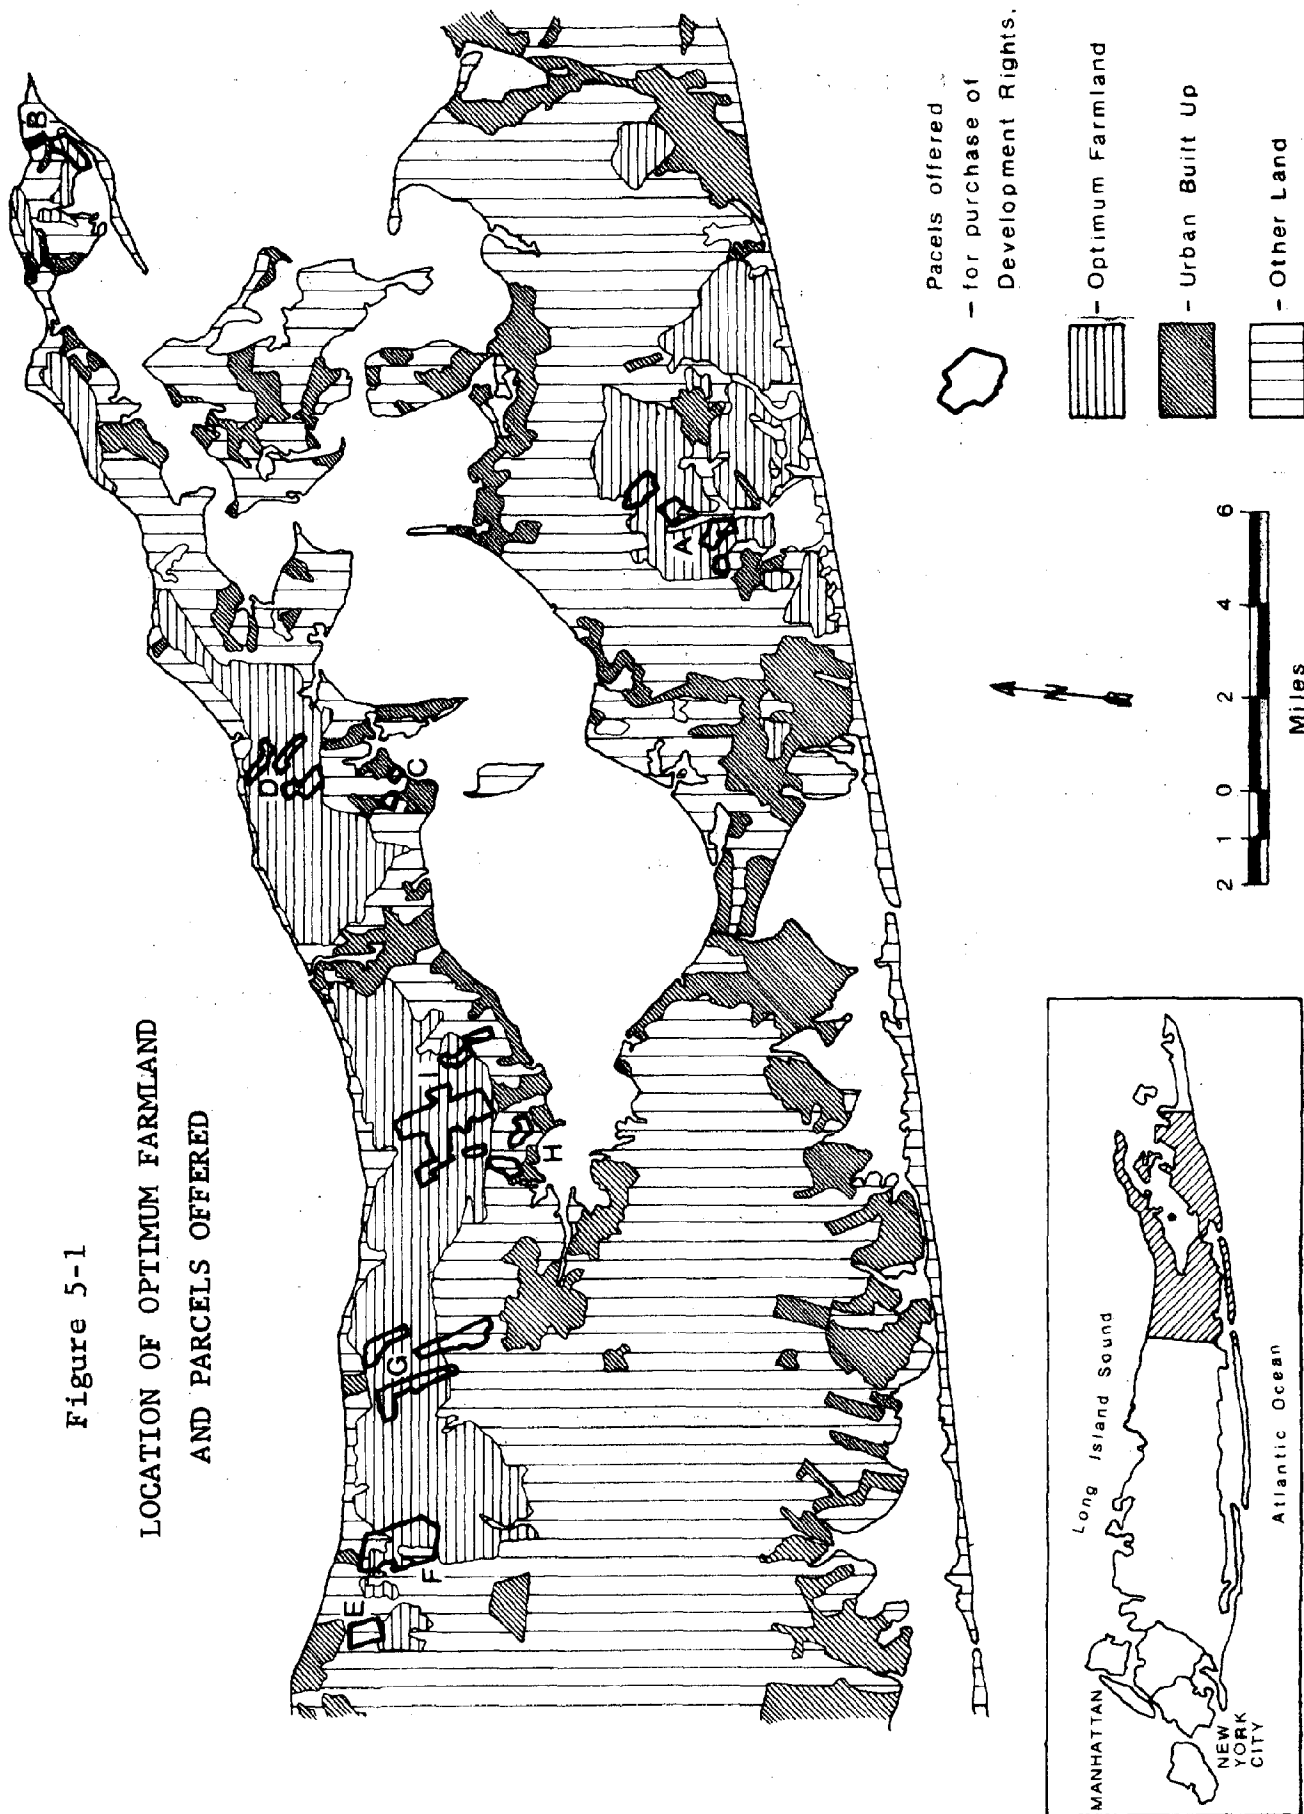 Figure 5-1
LOCATION OF OPTIMUM FARMLAND
AND PARCELS OFFERED
B
D
C
A
I
H
G
E
F
Pacels offered
- for purchase of
Development Rights.
- Optimum Farmland
- Urban Built Up
- Other Land
N
2 1 0 2 4 6
Miles
Long Island Sound
Atlantic Ocean
MANHATTAN
NEW
YORK
CITY